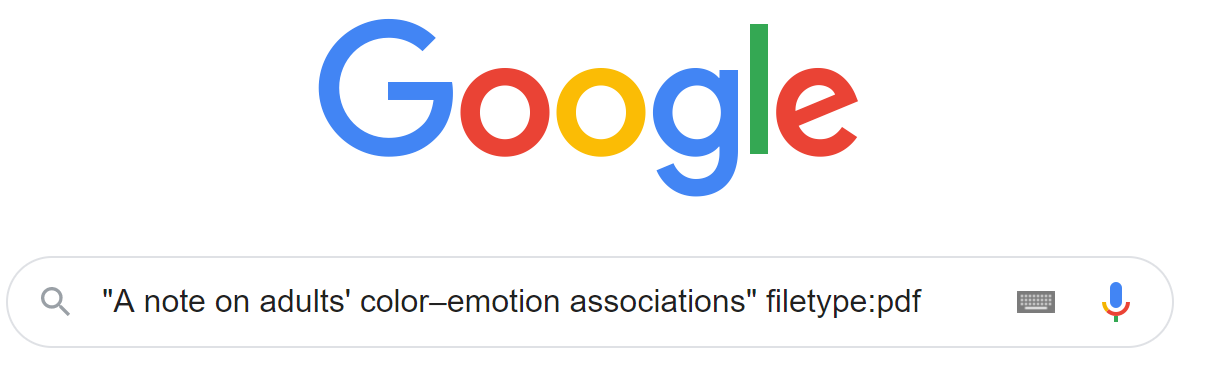 Google
"A note on adults' color–emotion associations" filetype:pdf